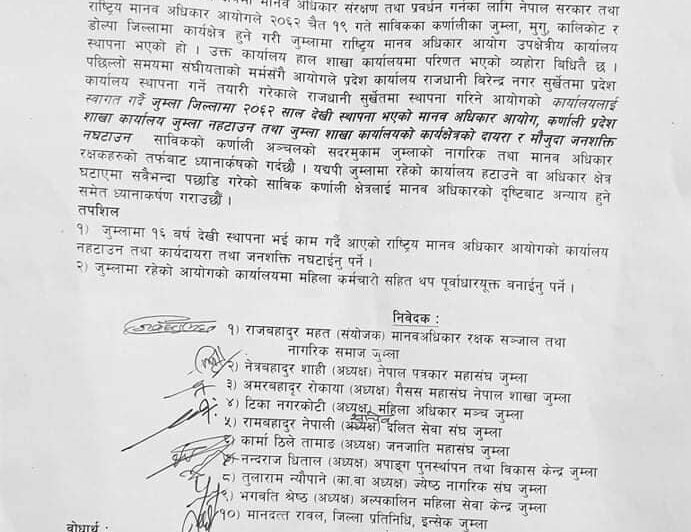 मानव अधिकार संरक्षण तथा प्रवर्धन गर्नका लागि नेपाल सरकार तथा
राष्ट्रिय मानव अधिकार आयोगले २०६२ चैत १९ गते साविकका कर्णालीका जुम्ला, मुगु, कालिकोट र
डोल्पा जिल्लामा कार्यक्षेत्र हुने गरी जुम्लामा राष्ट्रिय मानव अधिकार आयोग उपक्षेत्रीय कार्यालय
स्थापना भएको हो । उक्त कार्यालय हाल शाखा कार्यालयमा परिणत भएको व्यहोरा बिधितै छ ।
पछिल्लो समयमा संघीयताको मर्मसंगै आयोगले प्रदेश कार्यालय राजधानी बिरेन्द्र नगर सुर्खेतमा प्रदेश
कार्यालय स्थापना गर्ने तयारी गरेकाले राजधानी सुर्खेतमा स्थापना गरिने आयोगको कार्यालयलाई
स्वागत गर्दै जुम्ला जिल्लामा २०६२ साल देखी स्थापना भएको मानव अधिकार आयोग, कर्णाली प्रदेश
शाखा कार्यालय जुम्ला नहटाउन तथा जुम्ला शाखा कार्यालयको कार्यक्षेत्रको दायरा र मौजुदा जनशक्ति
नघटाउन साविकको कर्णाली अञ्चलको सदरमुकाम जुम्लाको नागरिक तथा मानव अधिकार
रक्षकहरुको तर्फाबाट ध्यानाकंषको गर्दछौ । यद्यपी जुम्लामा रहेको कार्यालय हटाउने वा अधिकार क्षेत्र
घटाएमा सवैभन्दा पछाडि गरेको साबिक कर्णाली क्षेत्रलाई मानव अधिकारको दृष्टिबाट अन्याय हुने
समेत ध्यानाकर्षण गराउछौं ।
तपशिल
१) जुम्लामा १६ बर्ष देखी स्थापना भई काम गर्दै आएको राष्ट्रिय मानव अधिकार आयोगको कार्यालय
नहटाउन तथा कार्यदायरा तथा जनशक्ति नघटाईनु पर्ने ।
२) जुम्लामा रहेको आयोगको कार्यालयमा महिला कर्मचारी सहित थप पूर्वाधारयूक्त बनाईनु पर्ने ।
निवेदक :
१) राजबहादुर महत (संयोजक) मानवअधिकार रक्षक सञ्जाल तथा
नागरिक समाज जुम्ला
२) नेत्रबहादुर शाही (अध्यक्ष) नेपाल पत्रकार महासंघ जुम्ला
३) अमरबहादुर रोकाया (अध्यक्ष) गैसस महासंघ नेपाल शाखा जुम्ला
४) टिका नगरकोटी (अध्यक्ष) महिला अधिकार मञ्च जुम्ला
५) रामबहादुर नेपाली (अध्यक्ष) दलित सेवा संघ जुम्ला
६) कार्मा ठिले तामाङ (अध्यक्ष) जनजाति महासंघ जुम्ला
७) नन्दराज धिताल (अध्यक्ष) अपाङ्ग पुनर्स्थापन तथा विकास केन्द्र जुम्ला
८) तुलाराम न्यौपाने (का.वा अध्यक्ष) ज्येष्ठ नागरिक संघ जुम्ला
९) भगवति श्रेष्ठ (अध्यक्ष) अल्पकालिन महिला सेवा केन्द्र जुम्ला
१०) मानदत्त रावल, जिल्ला प्रतिनिधि, इन्सेक जुम्ला
बोधार्थ :